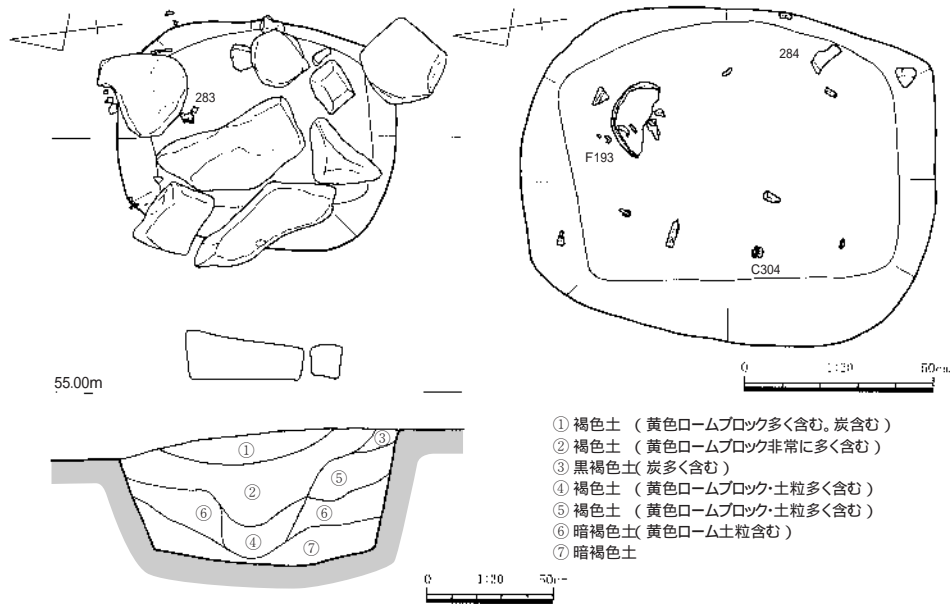 283
284
F193
C304
0 1:20 50cm
55.00m
① 褐色土 （黄色ロームブロック多く含む。炭含む）
② 褐色土 （黄色ロームブロック非常に多く含む）
③ 黒褐色土（炭多く含む）
④ 褐色土 （黄色ロームブロック・土粒多く含む）
⑤ 褐色土 （黄色ロームブロック・土粒多く含む）
⑥ 暗褐色土（黄色ローム土粒含む）
⑦ 暗褐色土
①
③
②
⑤
⑥
⑥
④
⑦
0 1:20 50cm